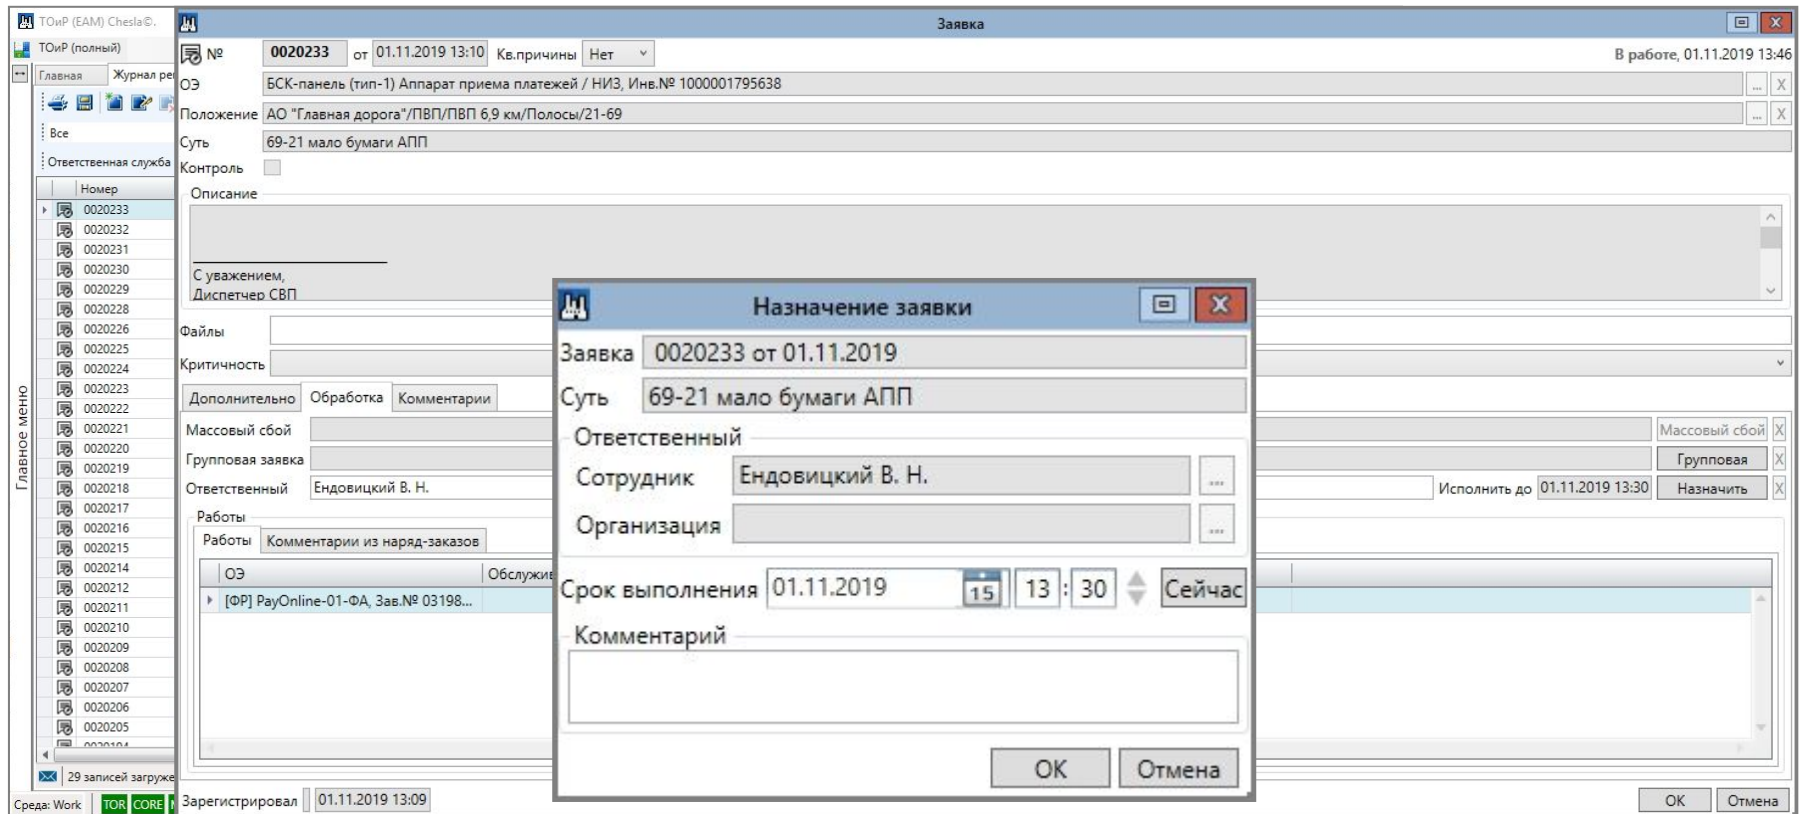 ТОиР (EAM) Chesla©,
ТОиР (полный)
Главная Журнал рег
Все
Ответственная служба
Номер
0020233
0020232
0020231
0020230
0020229
0020228
0020226
0020225
0020224
0020223
0020222
0020221
0020220
0020219
0020218
0020217
0020216
0020215
0020214
0020212
0020211
0020210
0020209
0020208
0020207
0020206
0020205
0020104
29 записей загруже
Среда: Work TOR CORE
Главное меню
Заявка
№ 0020233 от 01.11.2019 13:10 Кв.причины Нет
В работе, 01.11.2019 13:46
ОЭ БСК-панель (тип-1) Аппарат приема платежей / НИЗ, Инв.№ 1000001795638 ... X
Положение АО "Главная дорога"/ПВП/ПВП 6,9 км/Полосы/21-69 ... X
Суть 69-21 мало бумаги АПП
Контроль
Описание
С уважением,
Диспетчер СВП
Файлы
Критичность
Дополнительно Обработка Комментарии
Массовый сбой Массовый сбой X
Групповая заявка Групповая X
Ответственный Ендовицкий В. Н. Исполнить до 01.11.2019 13:30 Назначить X
Работы
Работы Комментарии из наряд-заказов
ОЭ Обслужив
[ФР] PayOnline-01-ФА, Зав.№ 03198...
Зарегистрировал 01.11.2019 13:09
ОК Отмена
Назначение заявки
Заявка 0020233 от 01.11.2019
Суть 69-21 мало бумаги АПП
Ответственный
Сотрудник Ендовицкий В. Н. ...
Организация ...
Срок выполнения 01.11.2019 15 13 : 30 Сейчас
Комментарий
ОК Отмена